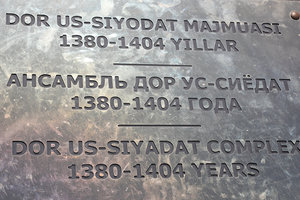 DOR US-SIYODAT MAJMUASI
1380-1404 YILLAR
АНСАМБЛЬ ДОР УС-СИЁДАТ
1380-1404 ГОДА
DOR US-SIYADAT COMPLEX
1380-1404 YEARS